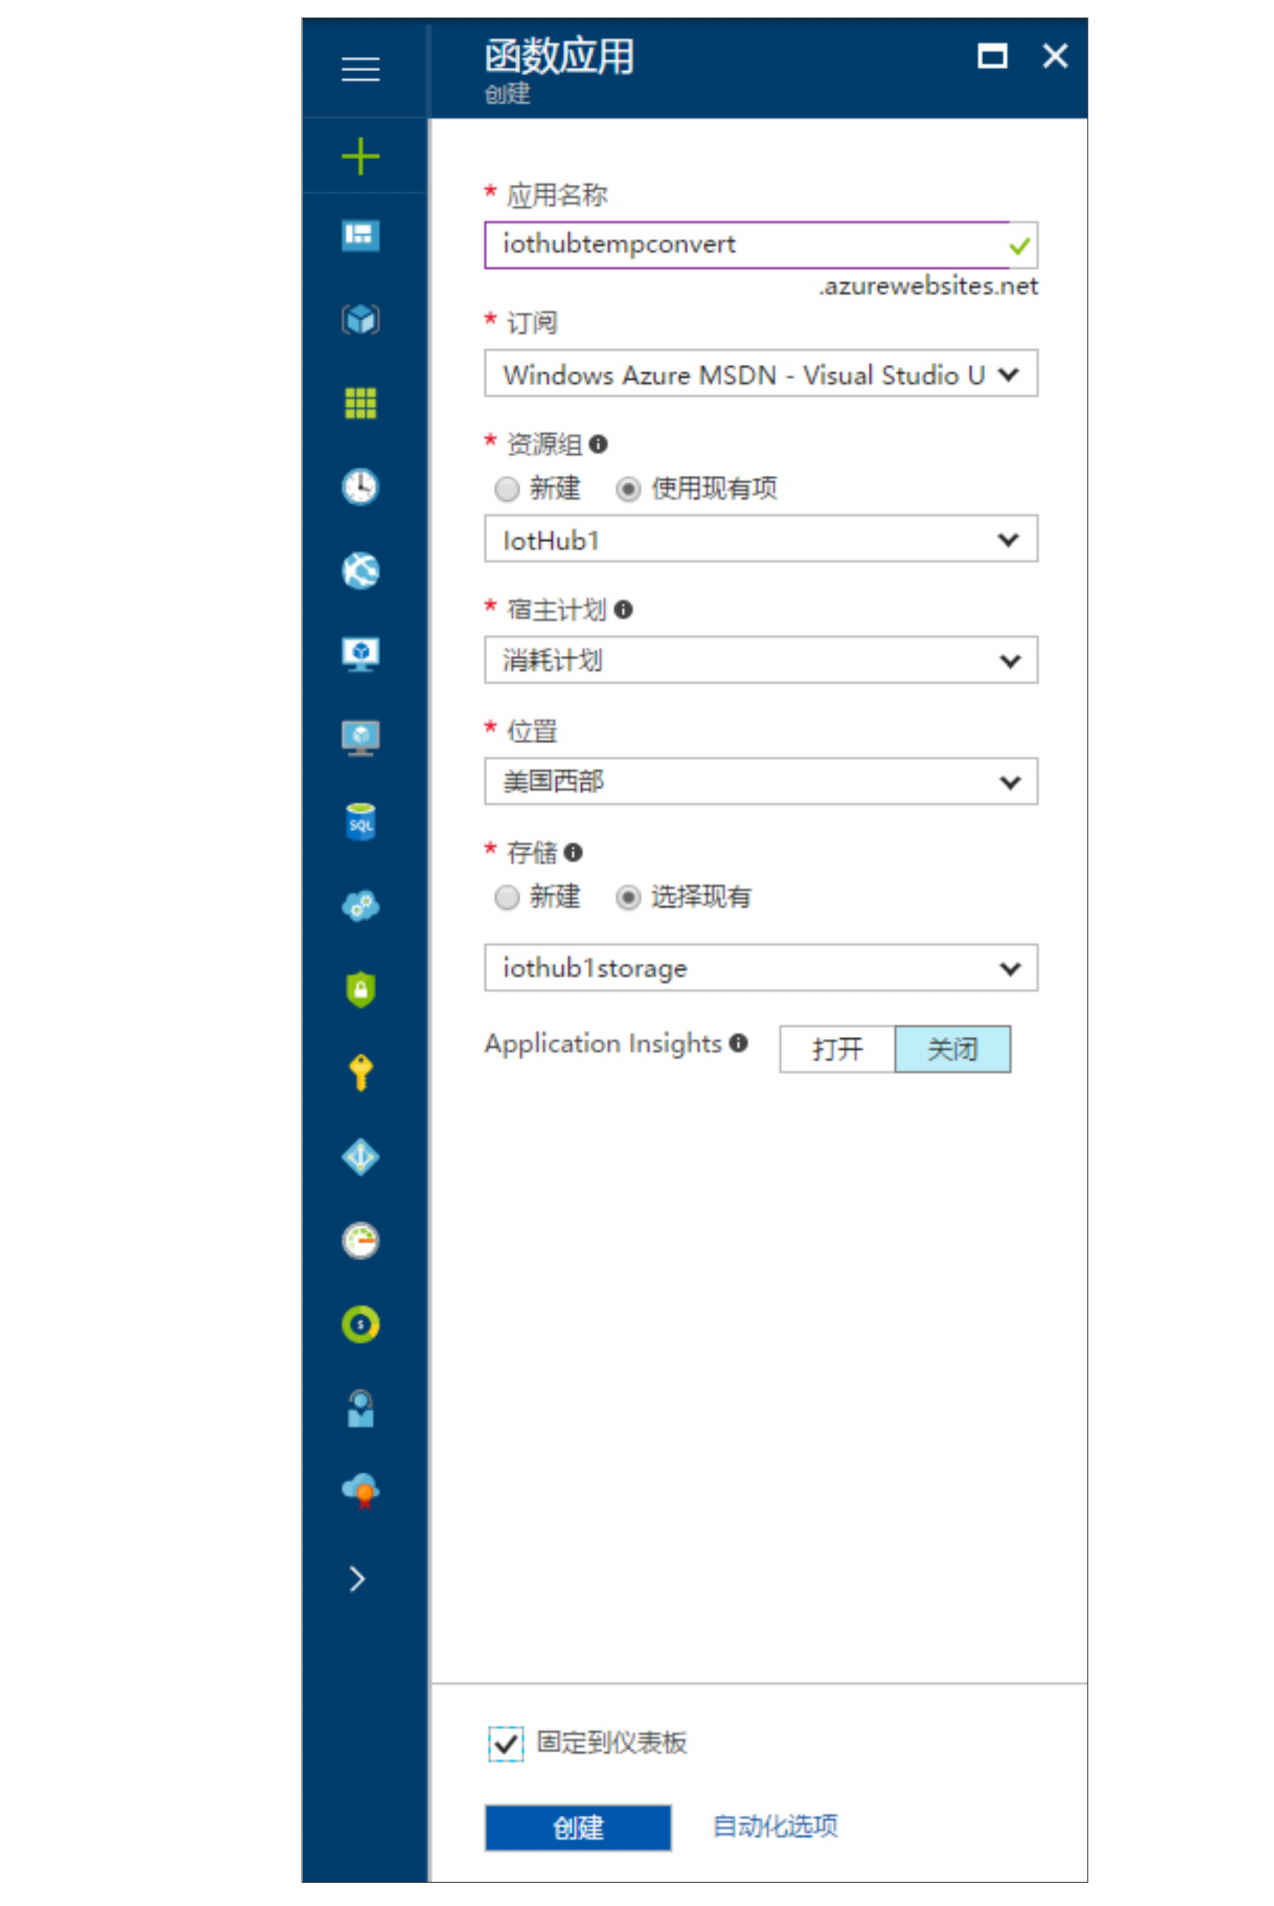 函数应用
创建
* 应用名称
iothubtempconvert
.azurewebsites.net
* 订阅
Windows Azure MSDN - Visual Studio U
* 资源组
新建 使用现有项
IotHub1
* 宿主计划
消耗计划
* 位置
美国西部
* 存储
新建 选择现有
iothub1storage
Application Insights 打开 关闭
SQL
固定到仪表板
创建 自动化选项